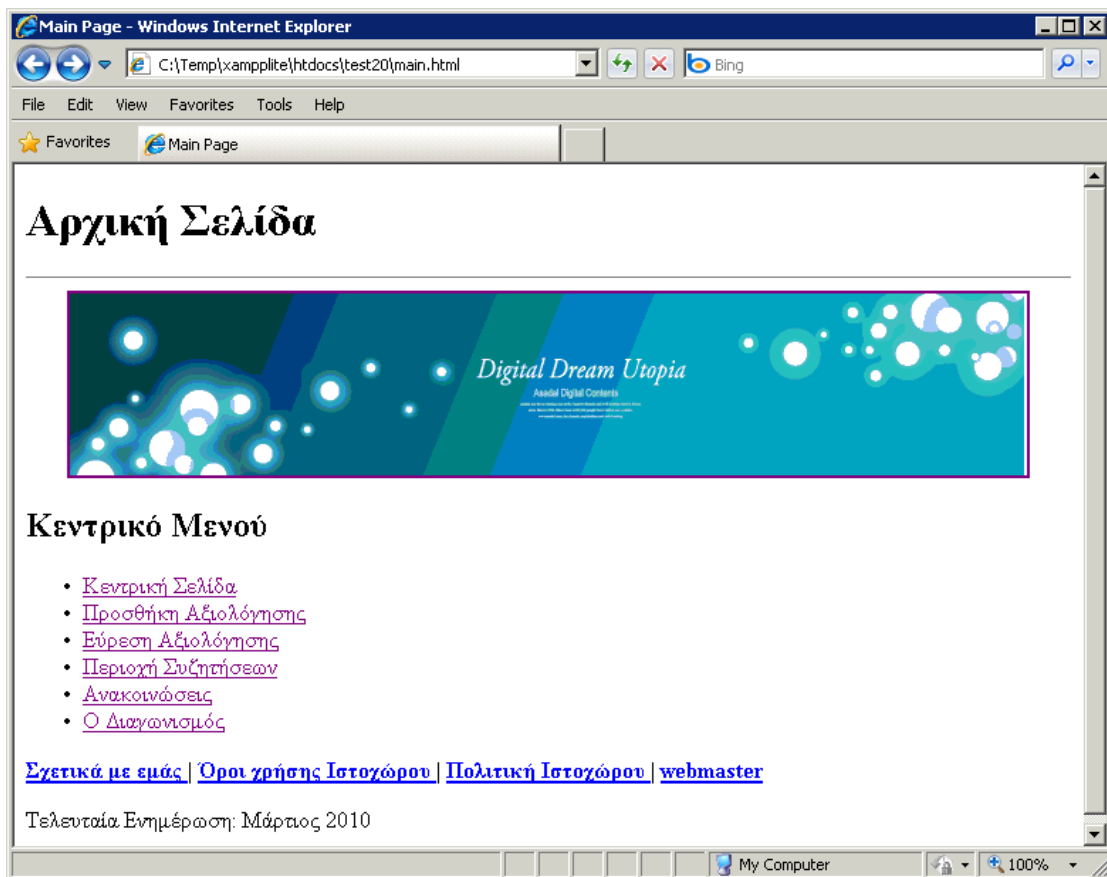 Main Page - Windows Internet Explorer
C:\Temp\xampplite\htdocs\test20\main.html
Bing
File Edit View Favorites Tools Help
Favorites
Main Page
Αρχική Σελίδα
Digital Dream Utopia
Asadal Digital Contents
Κεντρικό Μενού
• Κεντρική Σελίδα
• Προσθήκη Αξιολόγησης
• Εύρεση Αξιολόγησης
• Περιοχή Συζητήσεων
• Ανακοινώσεις
• Ο Διαγωνισμός
Σχετικά με εμάς | Όροι χρήσης Ιστοχώρου | Πολιτική Ιστοχώρου | webmaster
Τελευταία Ενημέρωση: Μάρτιος 2010
My Computer
100%